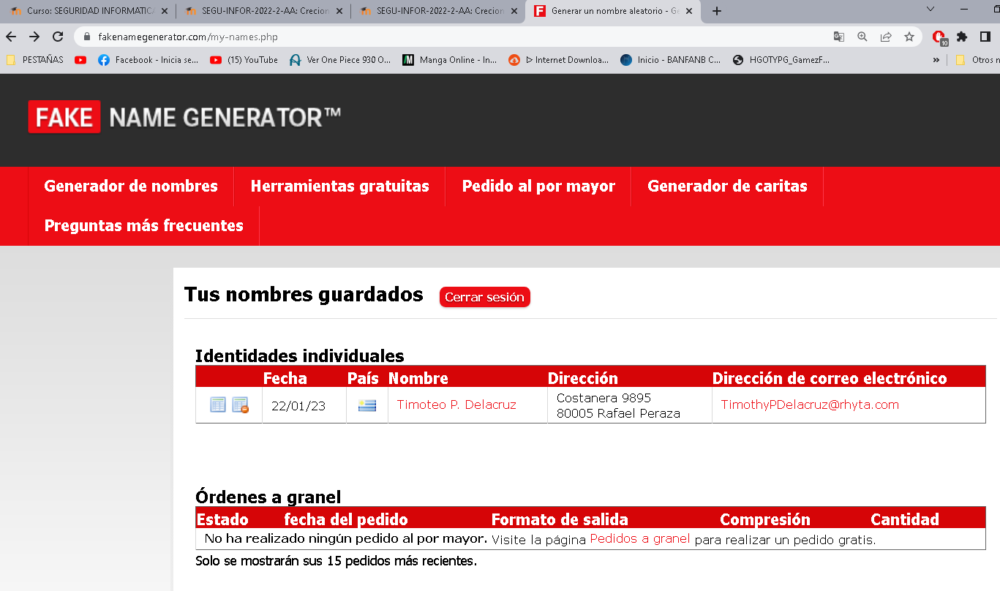 Curso: SEGURIDAD INFORMATICA
SEGU-INFOR-2022-2-AA: Crecion
SEGU-INFOR-2022-2-AA: Crecion
Generar un nombre aleatorio - Ge
fakenamegenerator.com/my-names.php
10
PESTAÑAS
Facebook - Inicia se...
(15) YouTube
Ver One Piece 930 O...
Manga Online - In...
Internet Downloa...
Inicio - BANFANB C...
HGOTYPG_GamezF...
»
Otros m
FAKE NAME GENERATOR™
Generador de nombres
Herramientas gratuitas
Pedido al por mayor
Generador de caritas
Preguntas más frecuentes
Tus nombres guardados Cerrar sesión
Identidades individuales
Fecha País Nombre Dirección Dirección de correo electrónico
22/01/23 Timoteo P. Delacruz Costanera 9895 TimothyPDelacruz@rhyta.com
80005 Rafael Peraza
Órdenes a granel
Estado fecha del pedido Formato de salida Compresión Cantidad
No ha realizado ningún pedido al por mayor. Visite la página Pedidos a granel para realizar un pedido gratis.
Solo se mostrarán sus 15 pedidos más recientes.